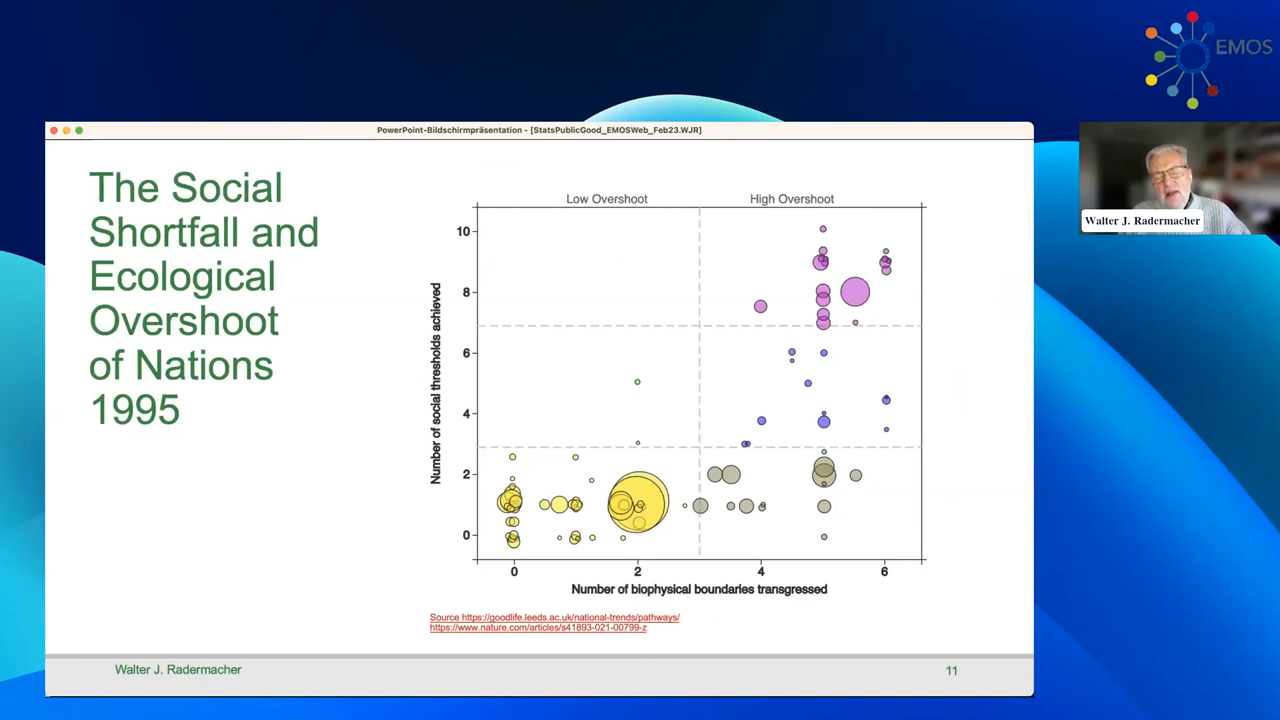 EMOS
PowerPoint-Bildschirmpräsentation - [StatsPublicGood_EMOSWeb_Feb23.WJR]
The Social
Shortfall and
Ecological
Overshoot
of Nations
1995
Low Overshoot
High Overshoot
Number of social thresholds achieved
10
8
6
4
2
0
0
2
4
6
Number of biophysical boundaries transgressed
Source https://goodlife.leeds.ac.uk/national-trends/pathways/
https://www.nature.com/articles/s41893-021-00799-z
Walter J. Radermacher
11
Walter J. Radermacher